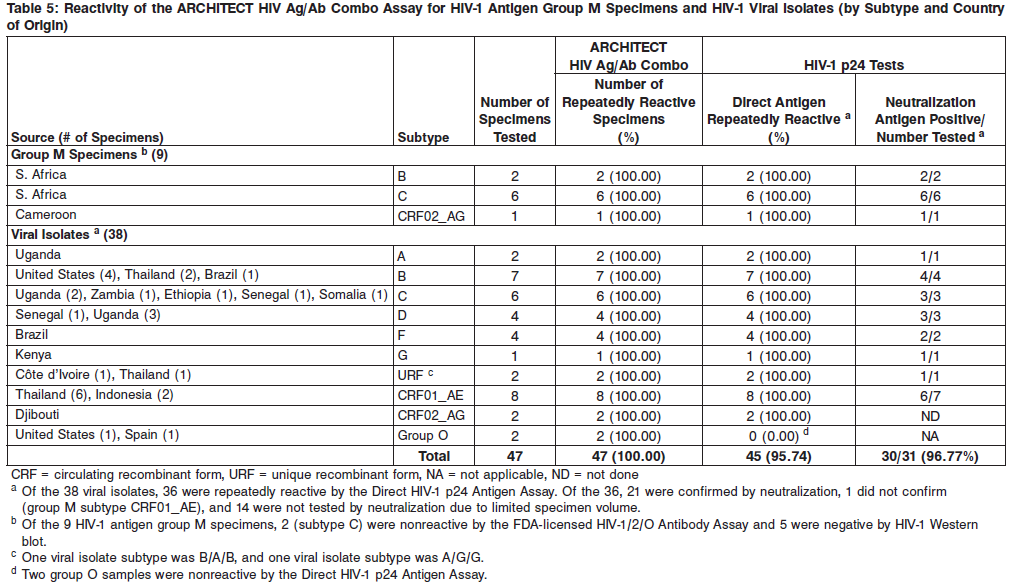 Table 5: Reactivity of the ARCHITECT HIV Ag/Ab Combo Assay for HIV-1 Antigen Group M Specimens and HIV-1 Viral Isolates (by Subtype and Country
of Origin)
ARCHITECT
HIV Ag/Ab Combo HIV-1 p24 Tests
Source (# of Specimens) Subtype Number of Specimens Tested Number of Repeatedly Reactive Specimens (%) Direct Antigen Repeatedly Reactive a (%) Neutralization Antigen Positive/ Number Tested a
Group M Specimens b (9)
S. Africa B 2 2 (100.00) 2 (100.00) 2/2
S. Africa C 6 6 (100.00) 6 (100.00) 6/6
Cameroon CRF02_AG 1 1 (100.00) 1 (100.00) 1/1
Viral Isolates a (38)
Uganda A 2 2 (100.00) 2 (100.00) 1/1
United States (4), Thailand (2), Brazil (1) B 7 7 (100.00) 7 (100.00) 4/4
Uganda (2), Zambia (1), Ethiopia (1), Senegal (1), Somalia (1) C 6 6 (100.00) 6 (100.00) 3/3
Senegal (1), Uganda (3) D 4 4 (100.00) 4 (100.00) 3/3
Brazil F 4 4 (100.00) 4 (100.00) 2/2
Kenya G 1 1 (100.00) 1 (100.00) 1/1
Côte d'Ivoire (1), Thailand (1) URF c 2 2 (100.00) 2 (100.00) 1/1
Thailand (6), Indonesia (2) CRF01_AE 8 8 (100.00) 8 (100.00) 6/7
Djibouti CRF02_AG 2 2 (100.00) 2 (100.00) ND
United States (1), Spain (1) Group O 2 2 (100.00) 0 (0.00) d NA
Total 47 47 (100.00) 45 (95.74) 30/31 (96.77%)
CRF = circulating recombinant form, URF = unique recombinant form, NA = not applicable, ND = not done
a Of the 38 viral isolates, 36 were repeatedly reactive by the Direct HIV-1 p24 Antigen Assay. Of the 36, 21 were confirmed by neutralization, 1 did not confirm
(group M subtype CRF01_AE), and 14 were not tested by neutralization due to limited specimen volume.
b Of the 9 HIV-1 antigen group M specimens, 2 (subtype C) were nonreactive by the FDA-licensed HIV-1/2/O Antibody Assay and 5 were negative by HIV-1 Western
blot.
c One viral isolate subtype was B/A/B, and one viral isolate subtype was A/G/G.
d Two group O samples were nonreactive by the Direct HIV-1 p24 Antigen Assay.